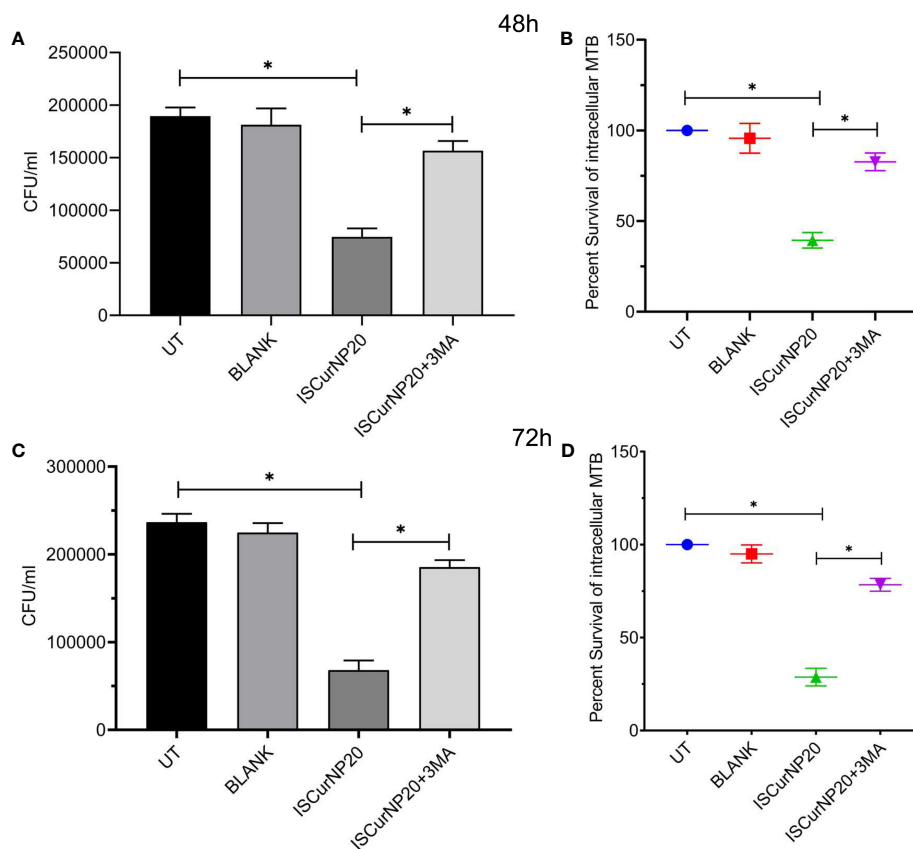 48h
A
B
250000
200000
150000
100000
50000
0
CFU/ml
*
*
UT
BLANK
ISCurNP20
ISCurNP20+3MA
150
100
50
0
Percent Survival of intracellular MTB
*
*
UT
BLANK
ISCurNP20
ISCurNP20+3MA
72h
C
D
300000
200000
100000
0
CFU/ml
*
*
UT
BLANK
ISCurNP20
ISCurNP20+3MA
150
100
50
0
Percent Survival of intracellular MTB
*
*
UT
BLANK
ISCurNP20
ISCurNP20+3MA